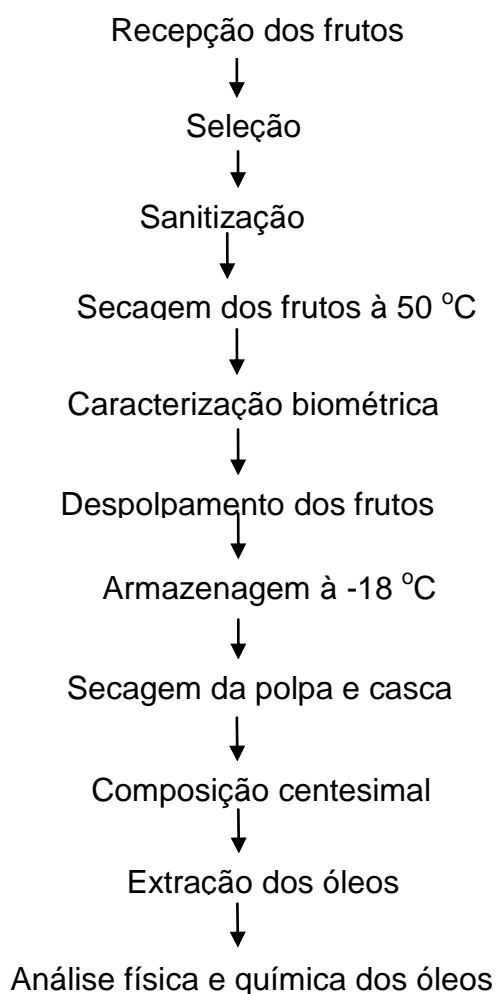 Recepção dos frutos
Seleção
Sanitização
Secagem dos frutos à 50 °C
Caracterização biométrica
Despolpamento dos frutos
Armazenagem à -18 °C
Secagem da polpa e casca
Composição centesimal
Extração dos óleos
Análise física e química dos óleos